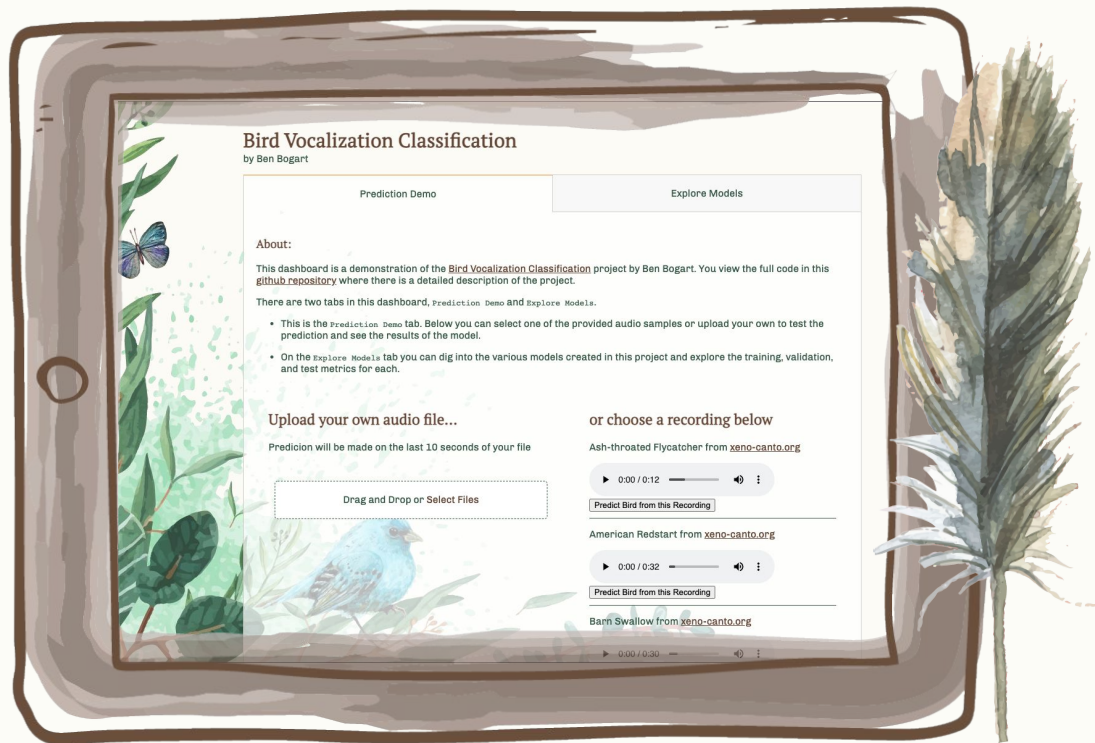 Bird Vocalization Classification
by Ben Bogart
Prediction Demo
Explore Models
About:
This dashboard is a demonstration of the Bird Vocalization Classification project by Ben Bogart. You view the full code in this
github repository where there is a detailed description of the project.
There are two tabs in this dashboard, Prediction Demo and Explore Models.
• This is the Prediction Demo tab. Below you can select one of the provided audio samples or upload your own to test the
prediction and see the results of the model.
• On the Explore Models tab you can dig into the various models created in this project and explore the training, validation,
and test metrics for each.
Upload your own audio file...
Predicion will be made on the last 10 seconds of your file
Drag and Drop or Select Files
or choose a recording below
Ash-throated Flycatcher from xeno-canto.org
0:00 / 0:12
Predict Bird from this Recording
American Redstart from xeno-canto.org
0:00 / 0:32
Predict Bird from this Recording
Barn Swallow from xeno-canto.org
0:00 / 0:30